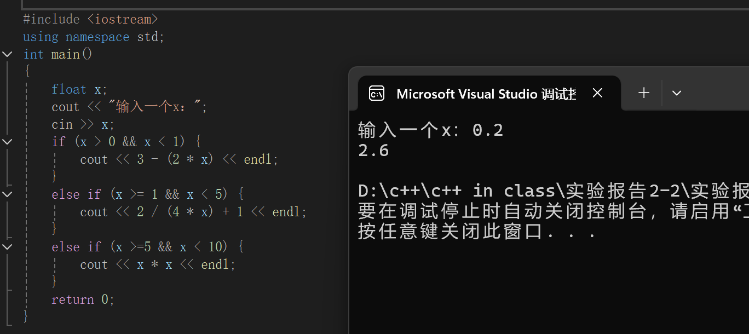 #include <iostream>
using namespace std;
int main()
{
float x;
cout << "输入一个x：";
cin >> x;
if (x > 0 && x < 1) {
cout << 3 - (2 * x) << endl;
}
else if (x >= 1 && x < 5) {
cout << 2 / (4 * x) + 1 << endl;
}
else if (x >=5 && x < 10) {
cout << x * x << endl;
}
return 0;
}
Microsoft Visual Studio 调试
输入一个x：0.2
2.6
D:\c++\c++ in class\实验报告2-2\实验报
要在调试停止时自动关闭控制台，请启用“
按任意键关闭此窗口. . .